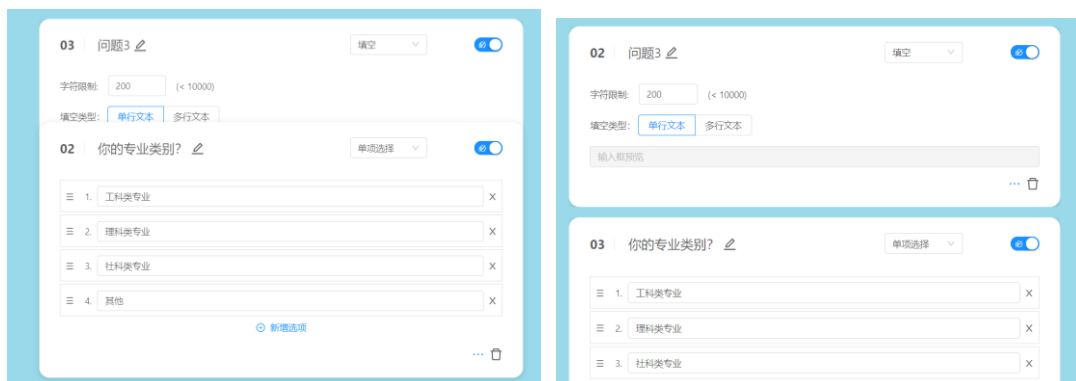 03 问题3 填空 必
字符限制: 200 (< 10000)
填空类型: 单行文本 多行文本
02 你的专业类别? 单项选择 必
1. 工科类专业 X
2. 理科类专业 X
3. 社科类专业 X
4. 其他 X
新增选项
02 问题3 填空 必
字符限制: 200 (< 10000)
填空类型: 单行文本 多行文本
输入框预览
03 你的专业类别? 单项选择 必
1. 工科类专业 X
2. 理科类专业 X
3. 社科类专业 X